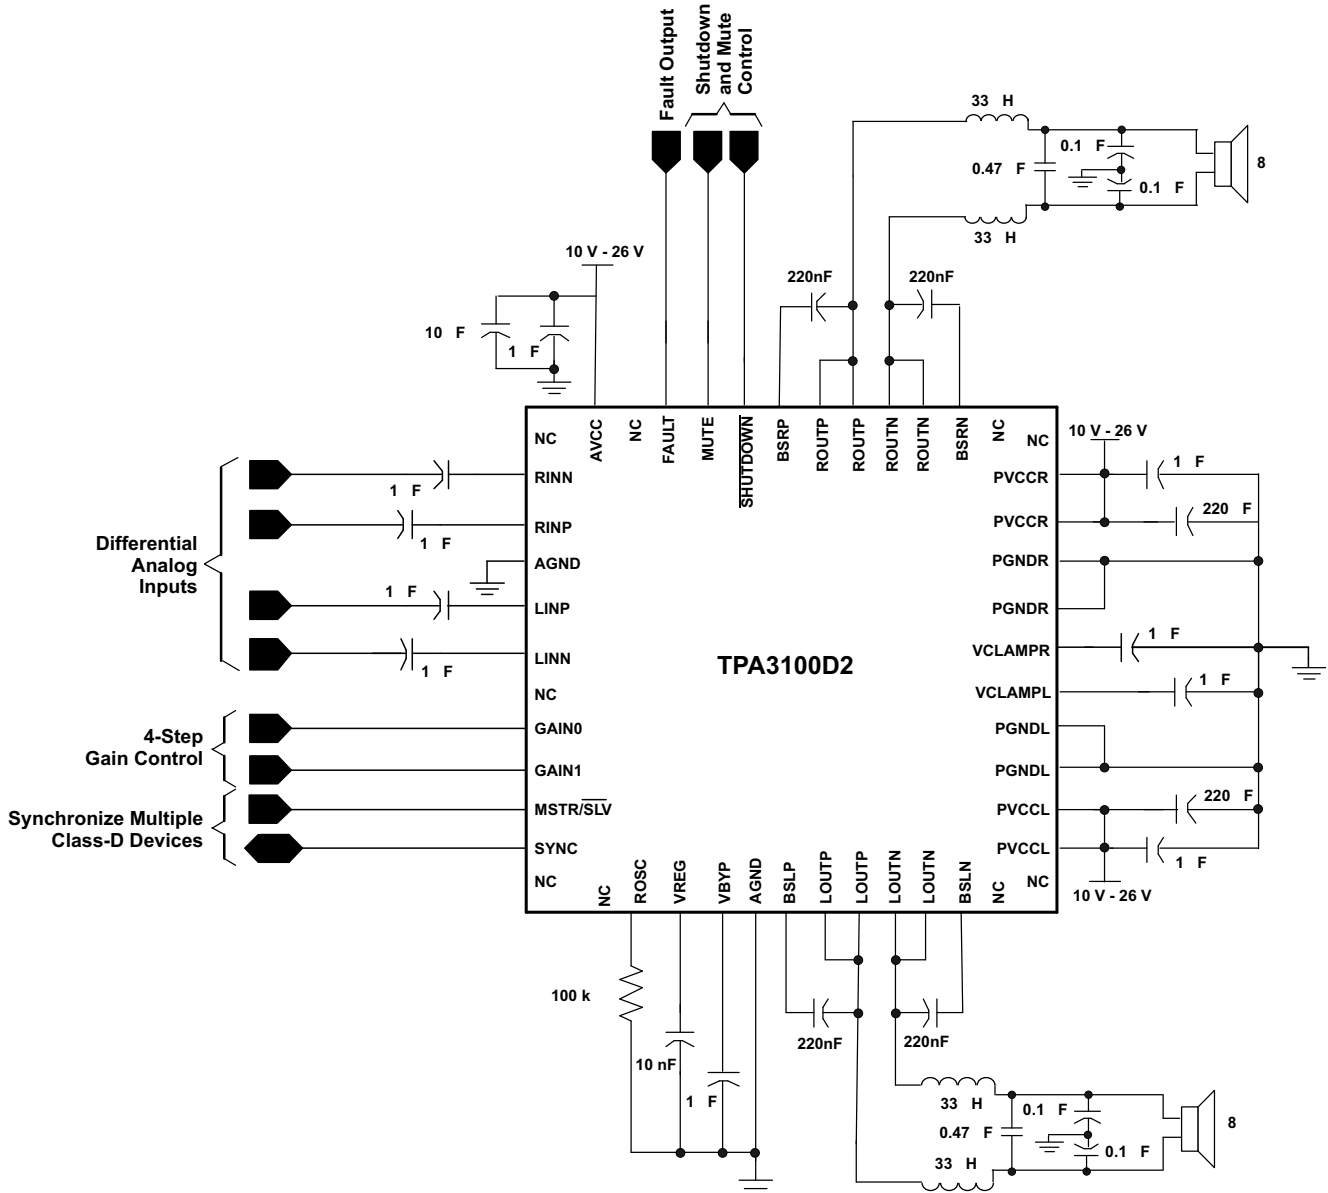 Fault Output
Shutdown
and Mute
Control
33 H
0.1 F
0.47 F
0.1 F
8
33 H
10 V - 26 V
220nF
220nF
10 F
1 F
NC
AVCC
NC
FAULT
MUTE
SHUTDOWN
BSRP
ROUTP
ROUTP
ROUTN
ROUTN
BSRN
NC
NC
10 V - 26 V
1 F
RINN
PVCCR
1 F
220 F
RINP
PVCCR
1 F
Differential
Analog
Inputs
AGND
PGNDR
1 F
LINP
PGNDR
1 F
LINN
VCLAMPR
1 F
TPA3100D2
NC
VCLAMPL
1 F
4-Step
Gain Control
GAIN0
PGNDL
GAIN1
PGNDL
220 F
Synchronize Multiple
Class-D Devices
MSTR/SLV
PVCCL
SYNC
PVCCL
1 F
NC
NC
ROSC
VREG
VBYP
AGND
BSLP
LOUTP
LOUTP
LOUTN
LOUTN
BSLN
NC
NC
10 V - 26 V
100 k
220nF
220nF
10 nF
1 F
33 H
0.1 F
0.47 F
0.1 F
8
33 H